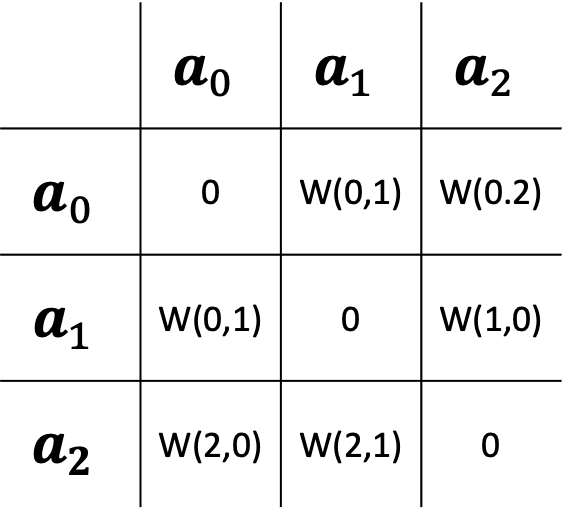 a₀ a₁ a₂
a₀ 0 W(0,1) W(0.2)
a₁ W(0,1) 0 W(1,0)
a₂ W(2,0) W(2,1) 0